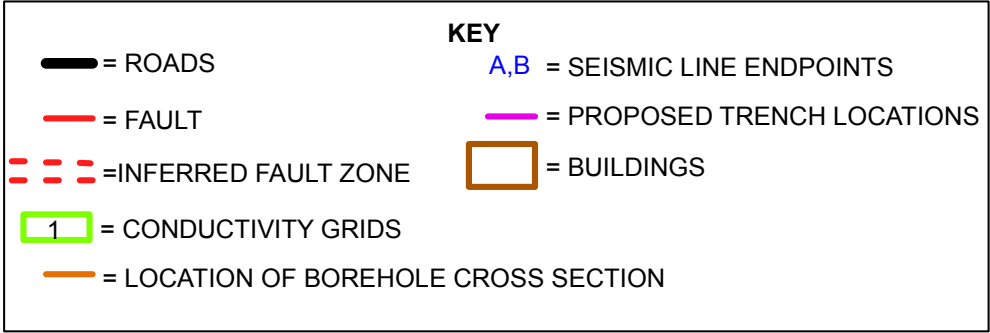 KEY
= ROADS
A,B = SEISMIC LINE ENDPOINTS
= FAULT
= PROPOSED TRENCH LOCATIONS
=INFERRED FAULT ZONE
= BUILDINGS
1 = CONDUCTIVITY GRIDS
= LOCATION OF BOREHOLE CROSS SECTION